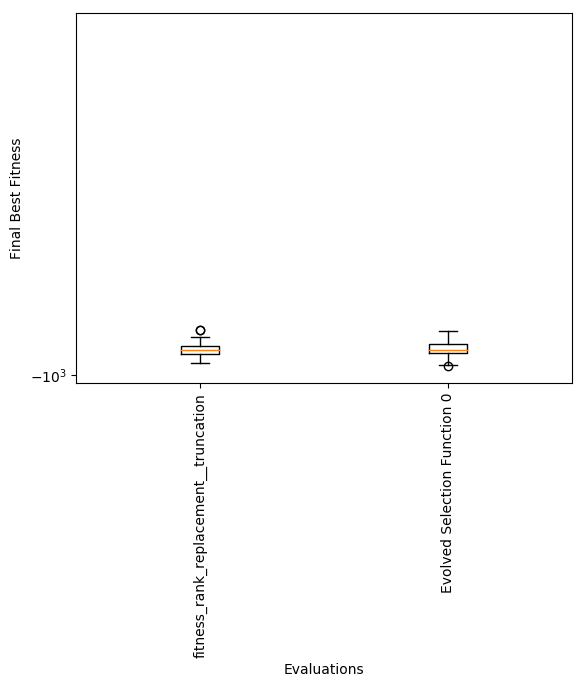 Final Best Fitness
−10³
fitness_rank_replacement__truncation
Evolved Selection Function 0
Evaluations